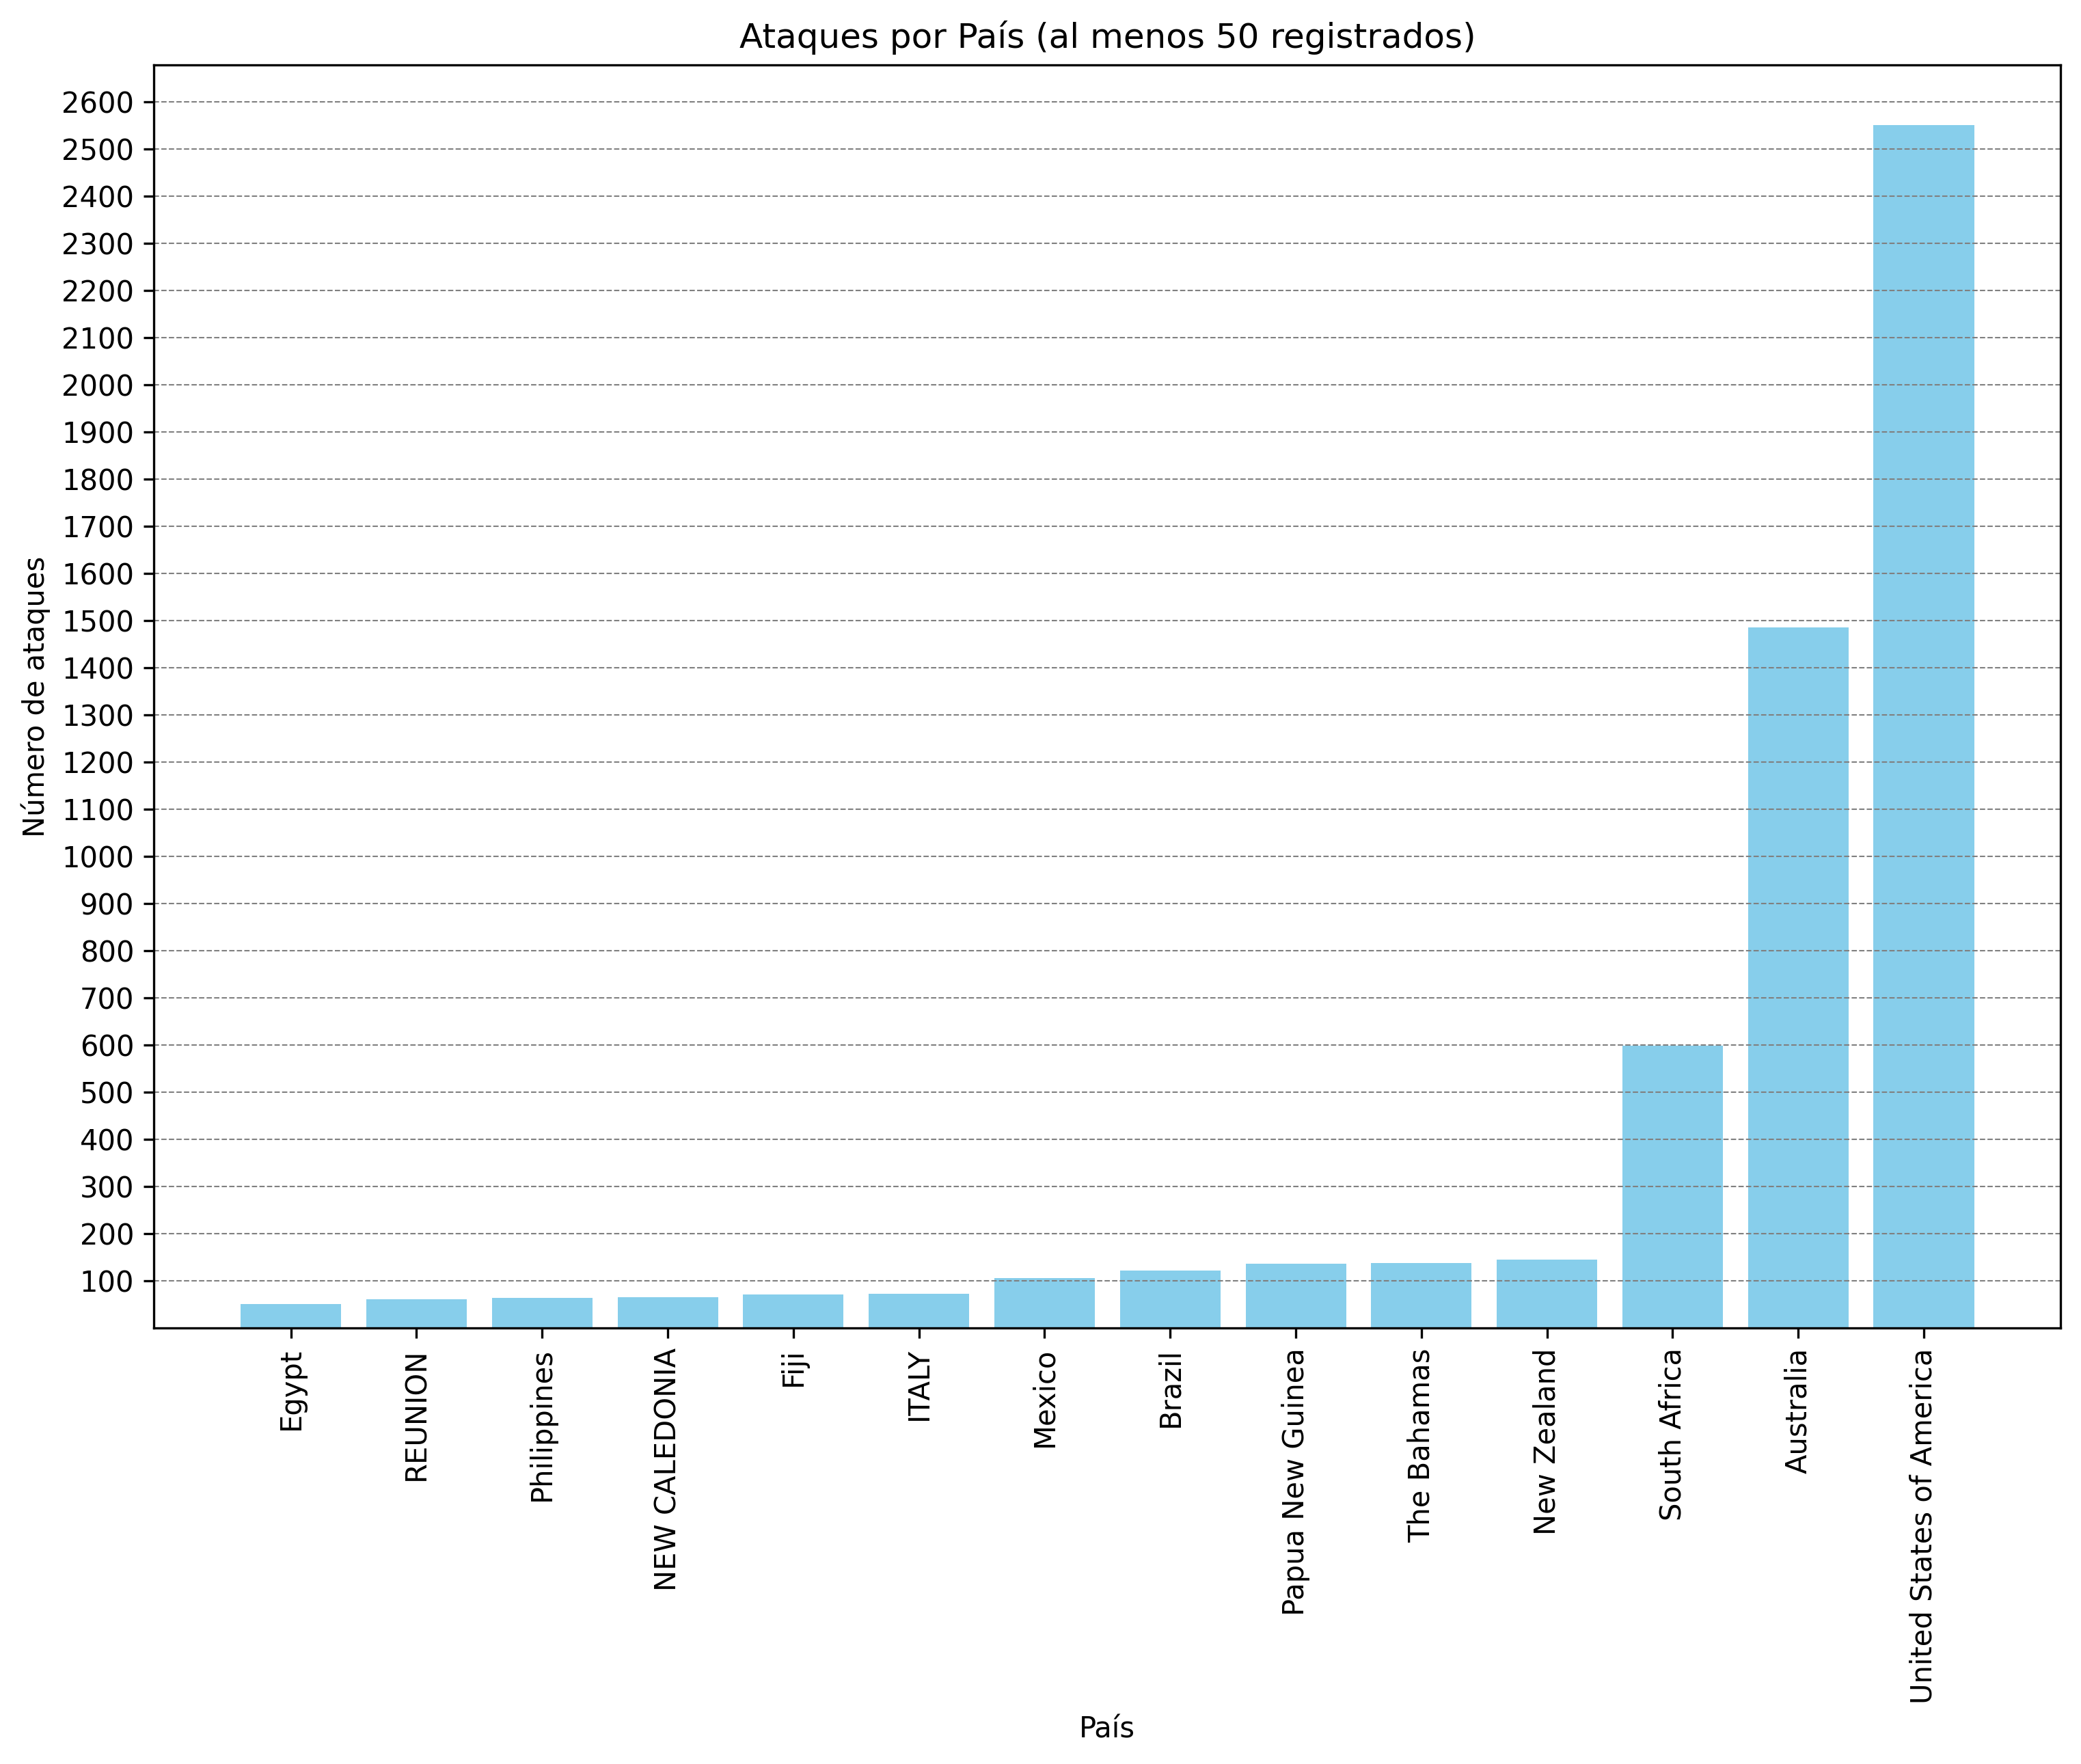 Ataques por País (al menos 50 registrados)
Número de ataques
2600
2500
2400
2300
2200
2100
2000
1900
1800
1700
1600
1500
1400
1300
1200
1100
1000
900
800
700
600
500
400
300
200
100
Egypt
REUNION
Philippines
NEW CALEDONIA
Fiji
ITALY
Mexico
Brazil
Papua New Guinea
The Bahamas
New Zealand
South Africa
Australia
United States of America
País